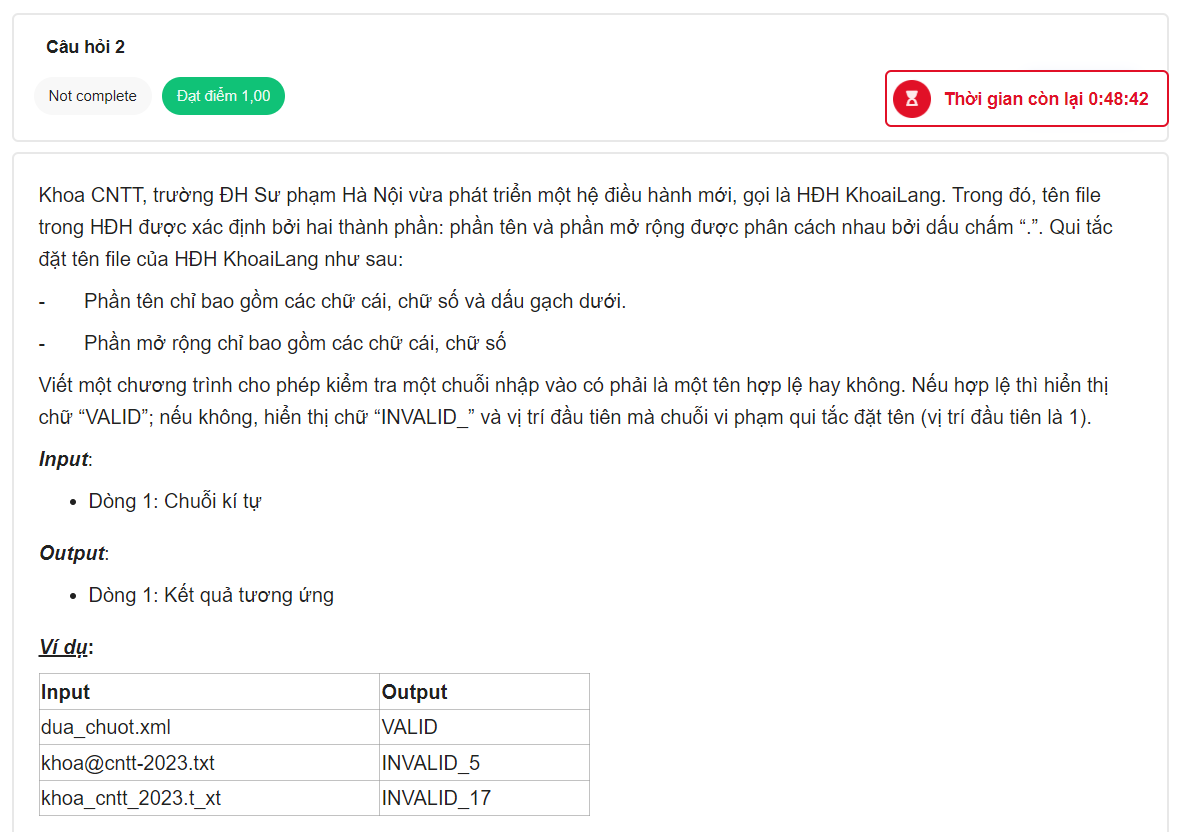 Câu hỏi 2
Not complete
Đạt điểm 1,00
Thời gian còn lại 0:48:42
Khoa CNTT, trường ĐH Sư phạm Hà Nội vừa phát triển một hệ điều hành mới, gọi là HĐH KhoaiLang. Trong đó, tên file
trong HĐH được xác định bởi hai thành phần: phần tên và phần mở rộng được phân cách nhau bởi dấu chấm “.”. Qui tắc
đặt tên file của HĐH KhoaiLang như sau:
- Phần tên chỉ bao gồm các chữ cái, chữ số và dấu gạch dưới.
- Phần mở rộng chỉ bao gồm các chữ cái, chữ số
Viết một chương trình cho phép kiểm tra một chuỗi nhập vào có phải là một tên hợp lệ hay không. Nếu hợp lệ thì hiển thị
chữ “VALID”; nếu không, hiển thị chữ “INVALID_” và vị trí đầu tiên mà chuỗi vi phạm qui tắc đặt tên (vị trí đầu tiên là 1).
Input:
• Dòng 1: Chuỗi kí tự
Output:
• Dòng 1: Kết quả tương ứng
Ví dụ:
Input Output
dua_chuot.xml VALID
khoa@cntt-2023.txt INVALID_5
khoa_cntt_2023.t_xt INVALID_17